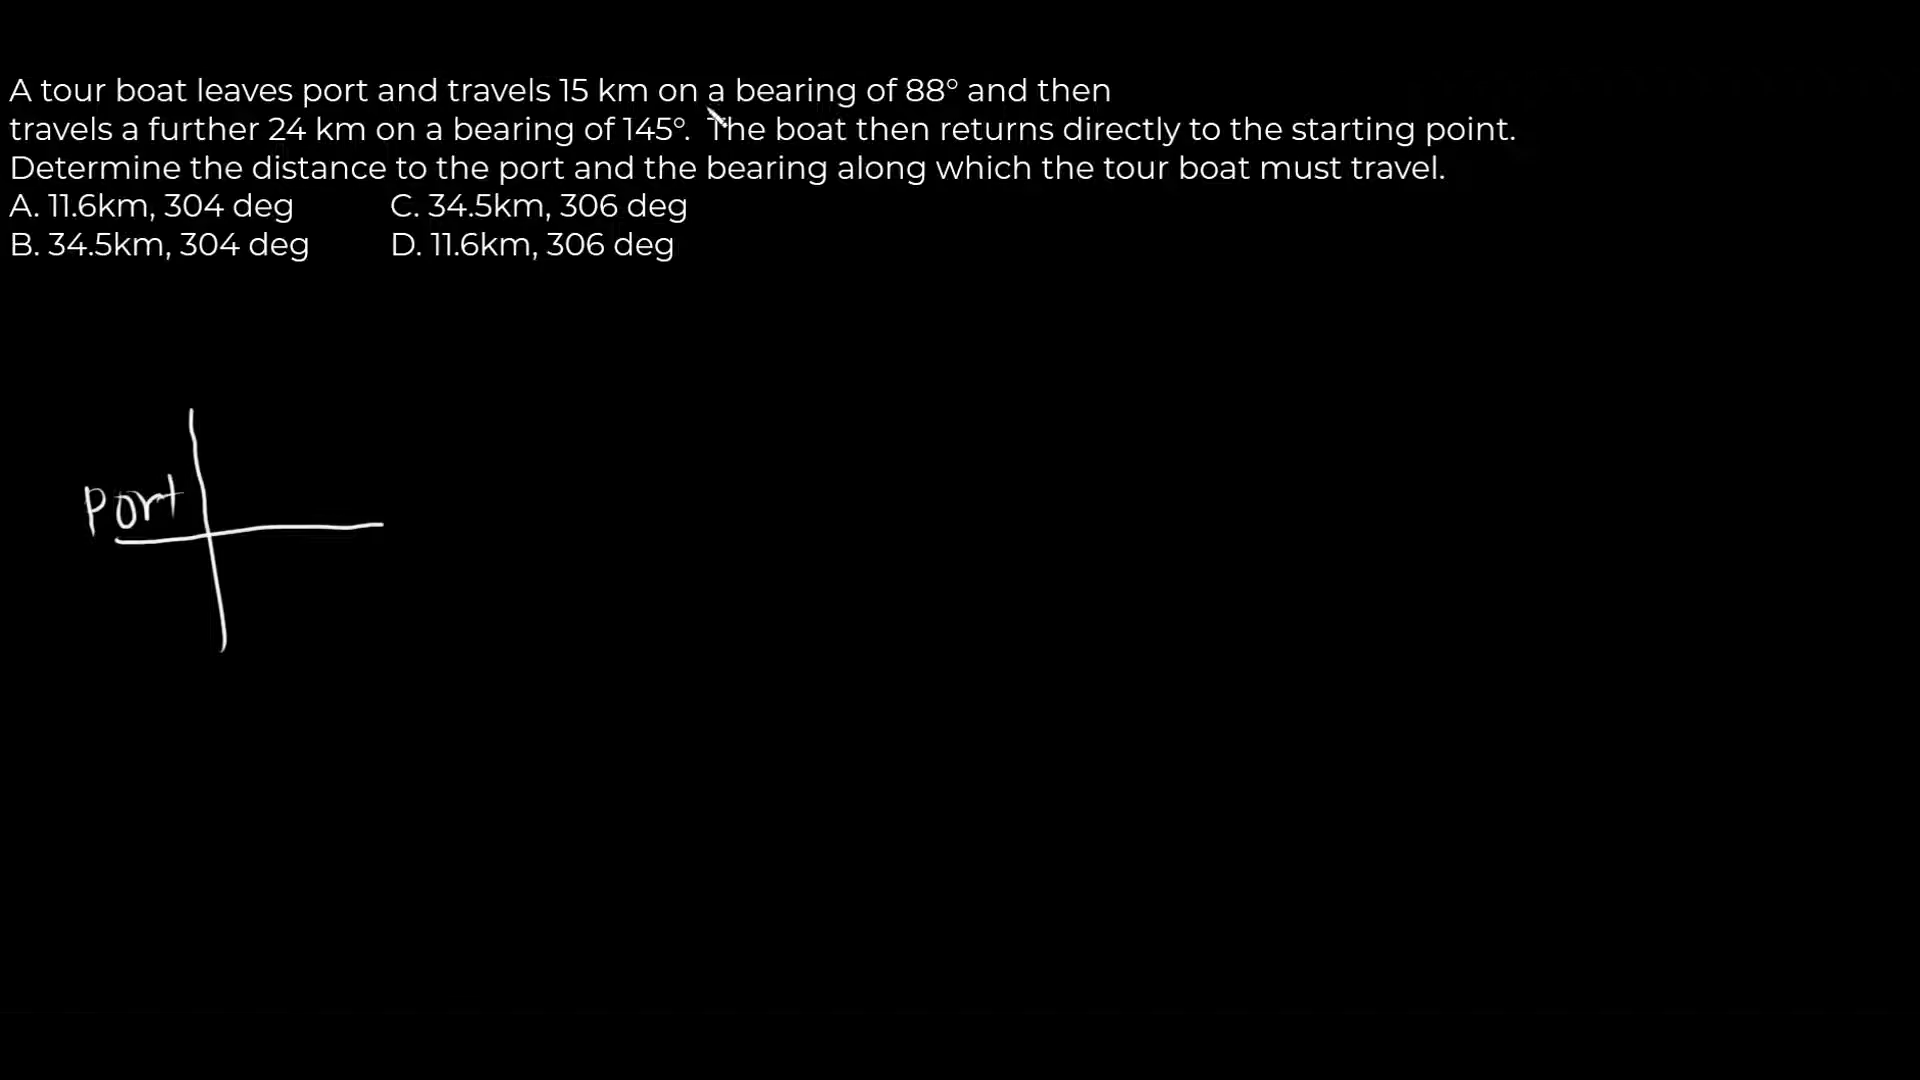 A tour boat leaves port and travels 15 km on a bearing of 88° and then
travels a further 24 km on a bearing of 145°. The boat then returns directly to the starting point.
Determine the distance to the port and the bearing along which the tour boat must travel.
A. 11.6km, 304 deg C. 34.5km, 306 deg
B. 34.5km, 304 deg D. 11.6km, 306 deg
Port